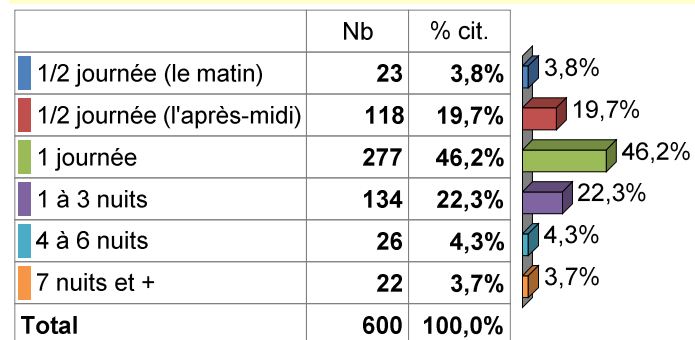 Nb % cit.
1/2 journée (le matin) 23 3,8% 3,8%
1/2 journée (l'après-midi) 118 19,7% 19,7%
1 journée 277 46,2% 46,2%
1 à 3 nuits 134 22,3% 22,3%
4 à 6 nuits 26 4,3% 4,3%
7 nuits et + 22 3,7% 3,7%
Total 600 100,0%